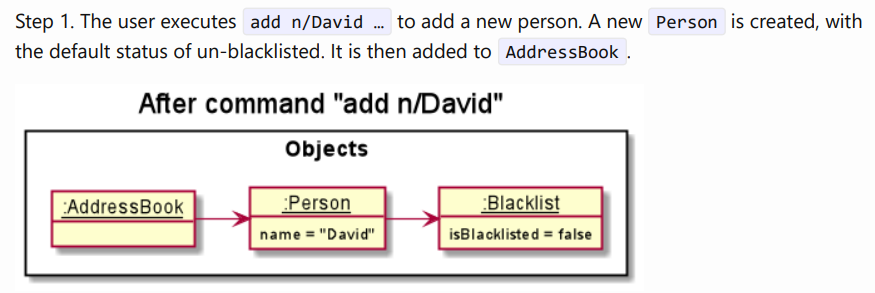 Step 1. The user executes add n/David … to add a new person. A new Person is created, with
the default status of un-blacklisted. It is then added to AddressBook .
After command "add n/David"
Objects
:AddressBook
:Person
:Blacklist
name = "David"
isBlacklisted = false